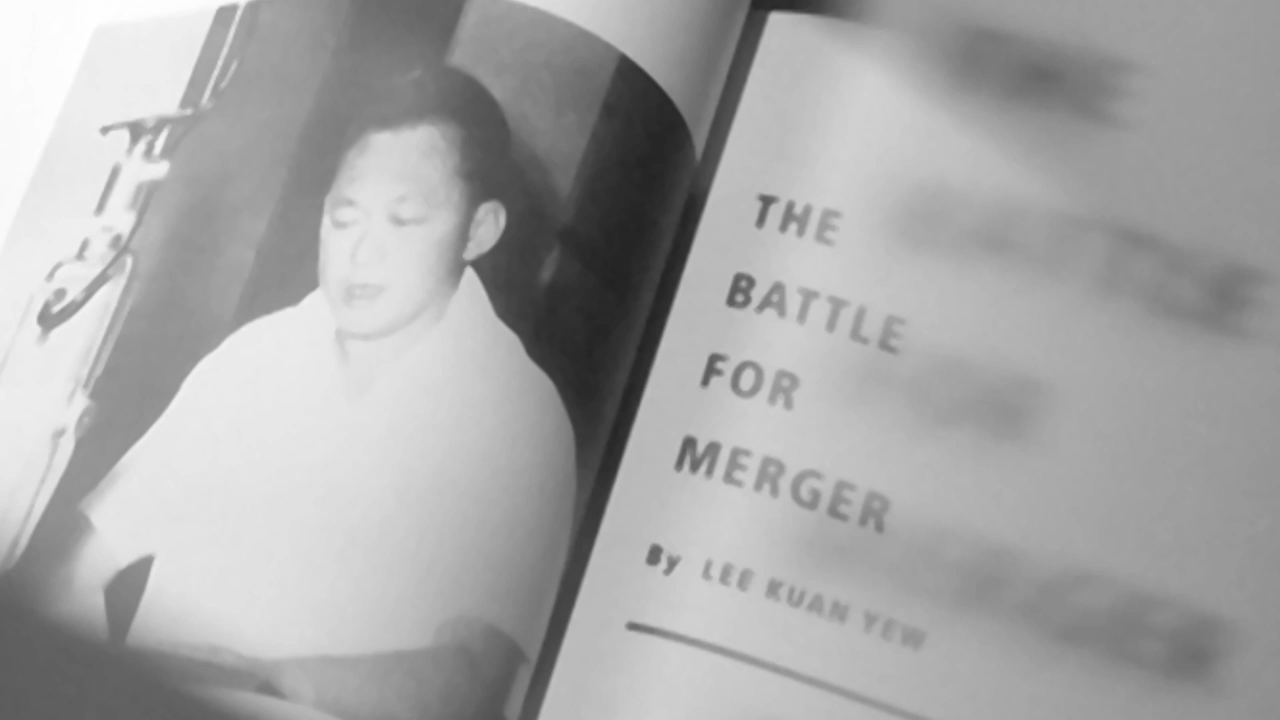 THE
BATTLE
FOR
MERGER
By LEE KUAN YEW